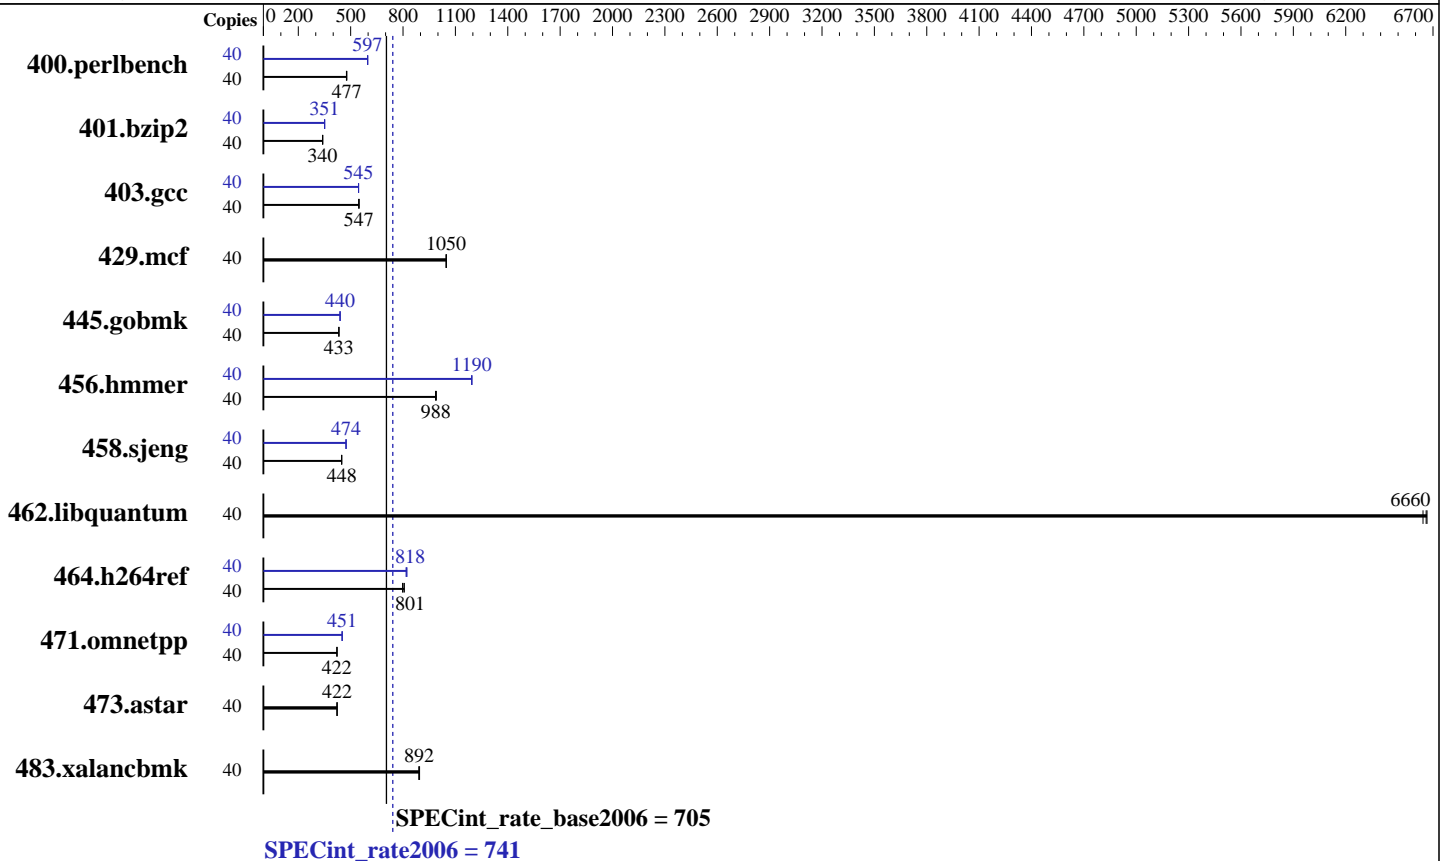 Copies 0 200 500 800 1100 1400 1700 2000 2300 2600 2900 3200 3500 3800 4100 4400 4700 5000 5300 5600 5900 6200 6700
597
400.perlbench 40
40
477
351
401.bzip2 40
40
340
545
403.gcc 40
40
547
1050
429.mcf 40
440
445.gobmk 40
40
433
1190
456.hmmer 40
40
988
474
458.sjeng 40
40
448
6660
462.libquantum 40
818
464.h264ref 40
40
801
451
471.omnetpp 40
40
422
422
473.astar 40
892
483.xalancbmk 40
SPECint_rate_base2006 = 705
SPECint_rate2006 = 741